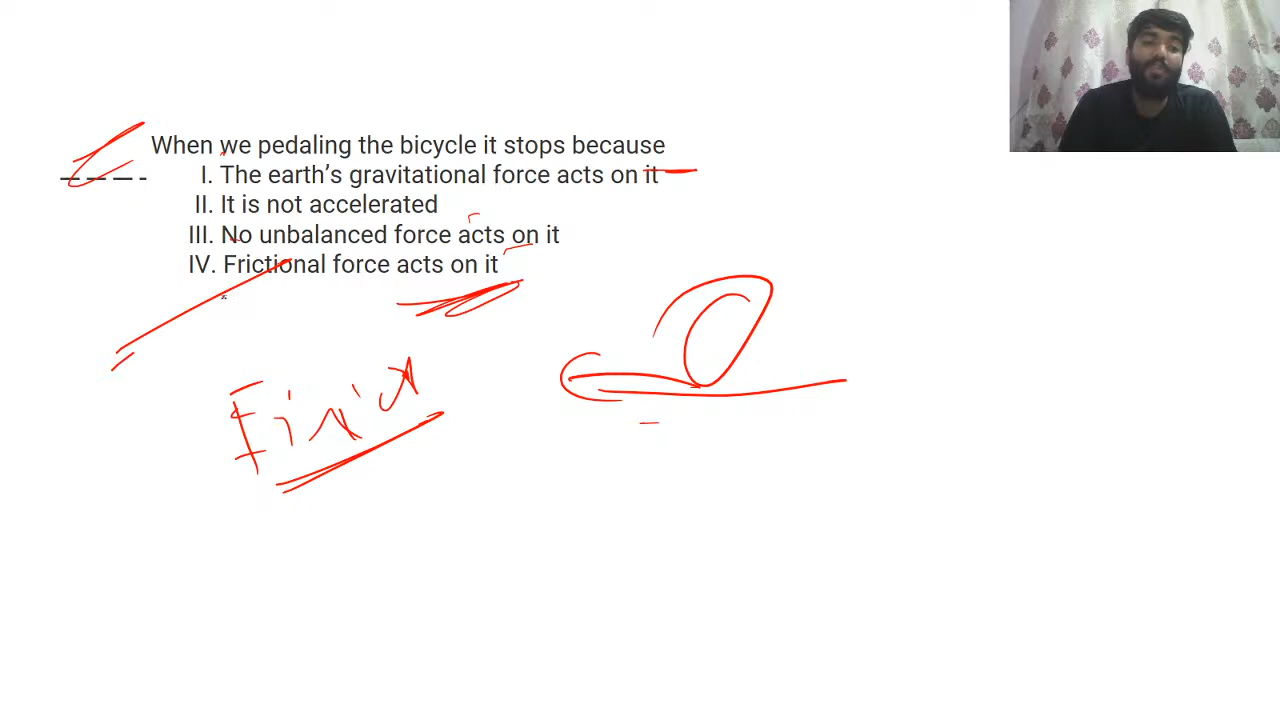 When we pedaling the bicycle it stops because
I. The earth's gravitational force acts on it
II. It is not accelerated
III. No unbalanced force acts on it
IV. Frictional force acts on it